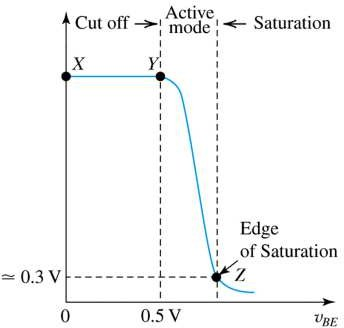 Cut off
Active
mode
Saturation
X
Y
Edge
of Saturation
≃ 0.3 V
Z
0
0.5 V
v_BE